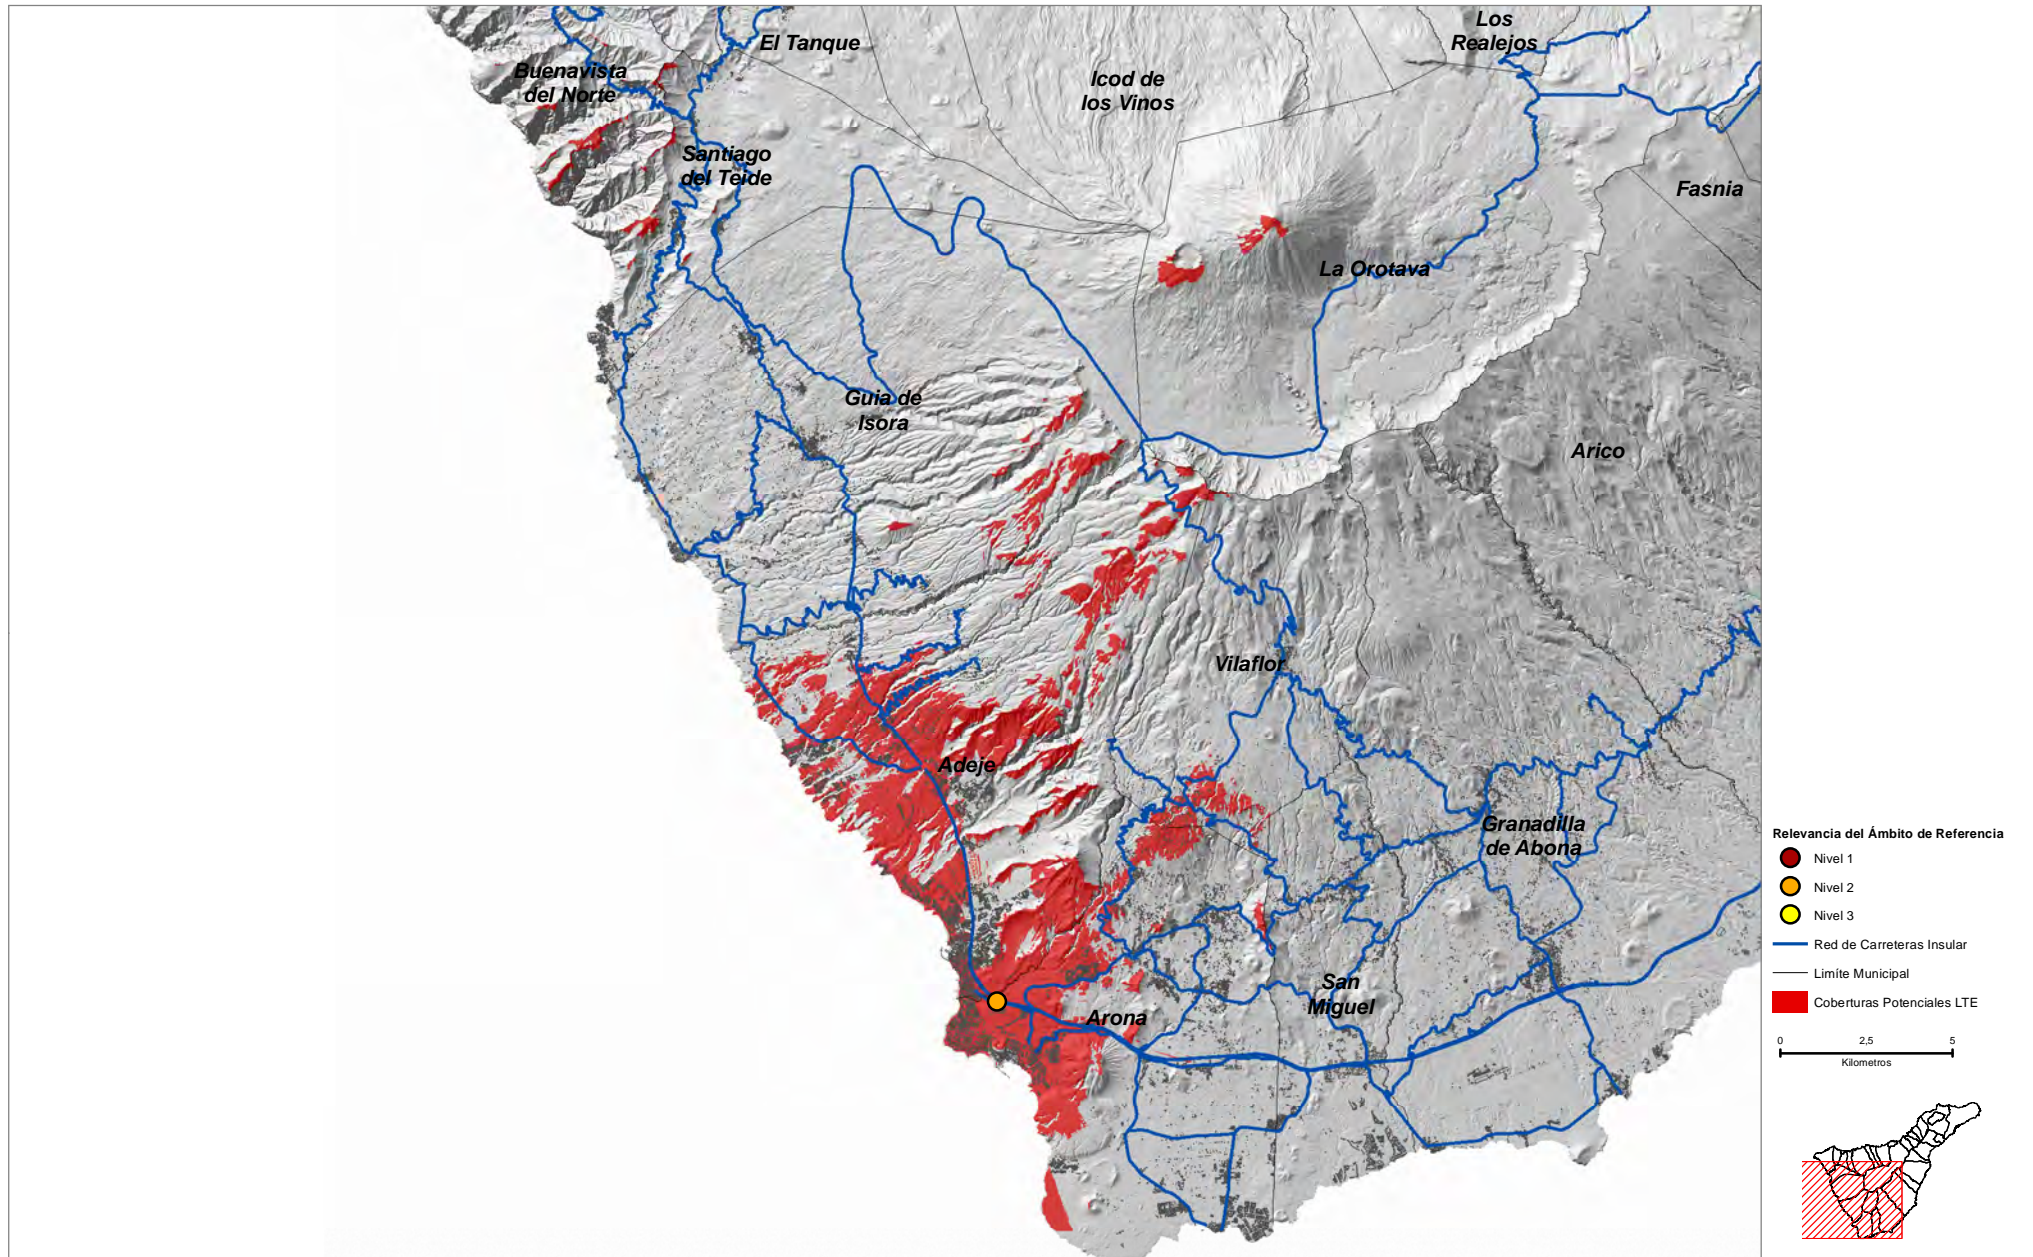 El Tanque
Los
Realejos
Buenavista
del Norte
Icod de
los Vinos
Santiago
del Teide
Fasnia
La Orotava
Guia de
Isora
Arico
Vilaflor
Adeje
Granadilla
de Abona
San
Miguel
Arona
Relevancia del Ámbito de Referencia
Nivel 1
Nivel 2
Nivel 3
Red de Carreteras Insular
Limíte Municipal
Coberturas Potenciales LTE
0 2,5 5
Kilometros